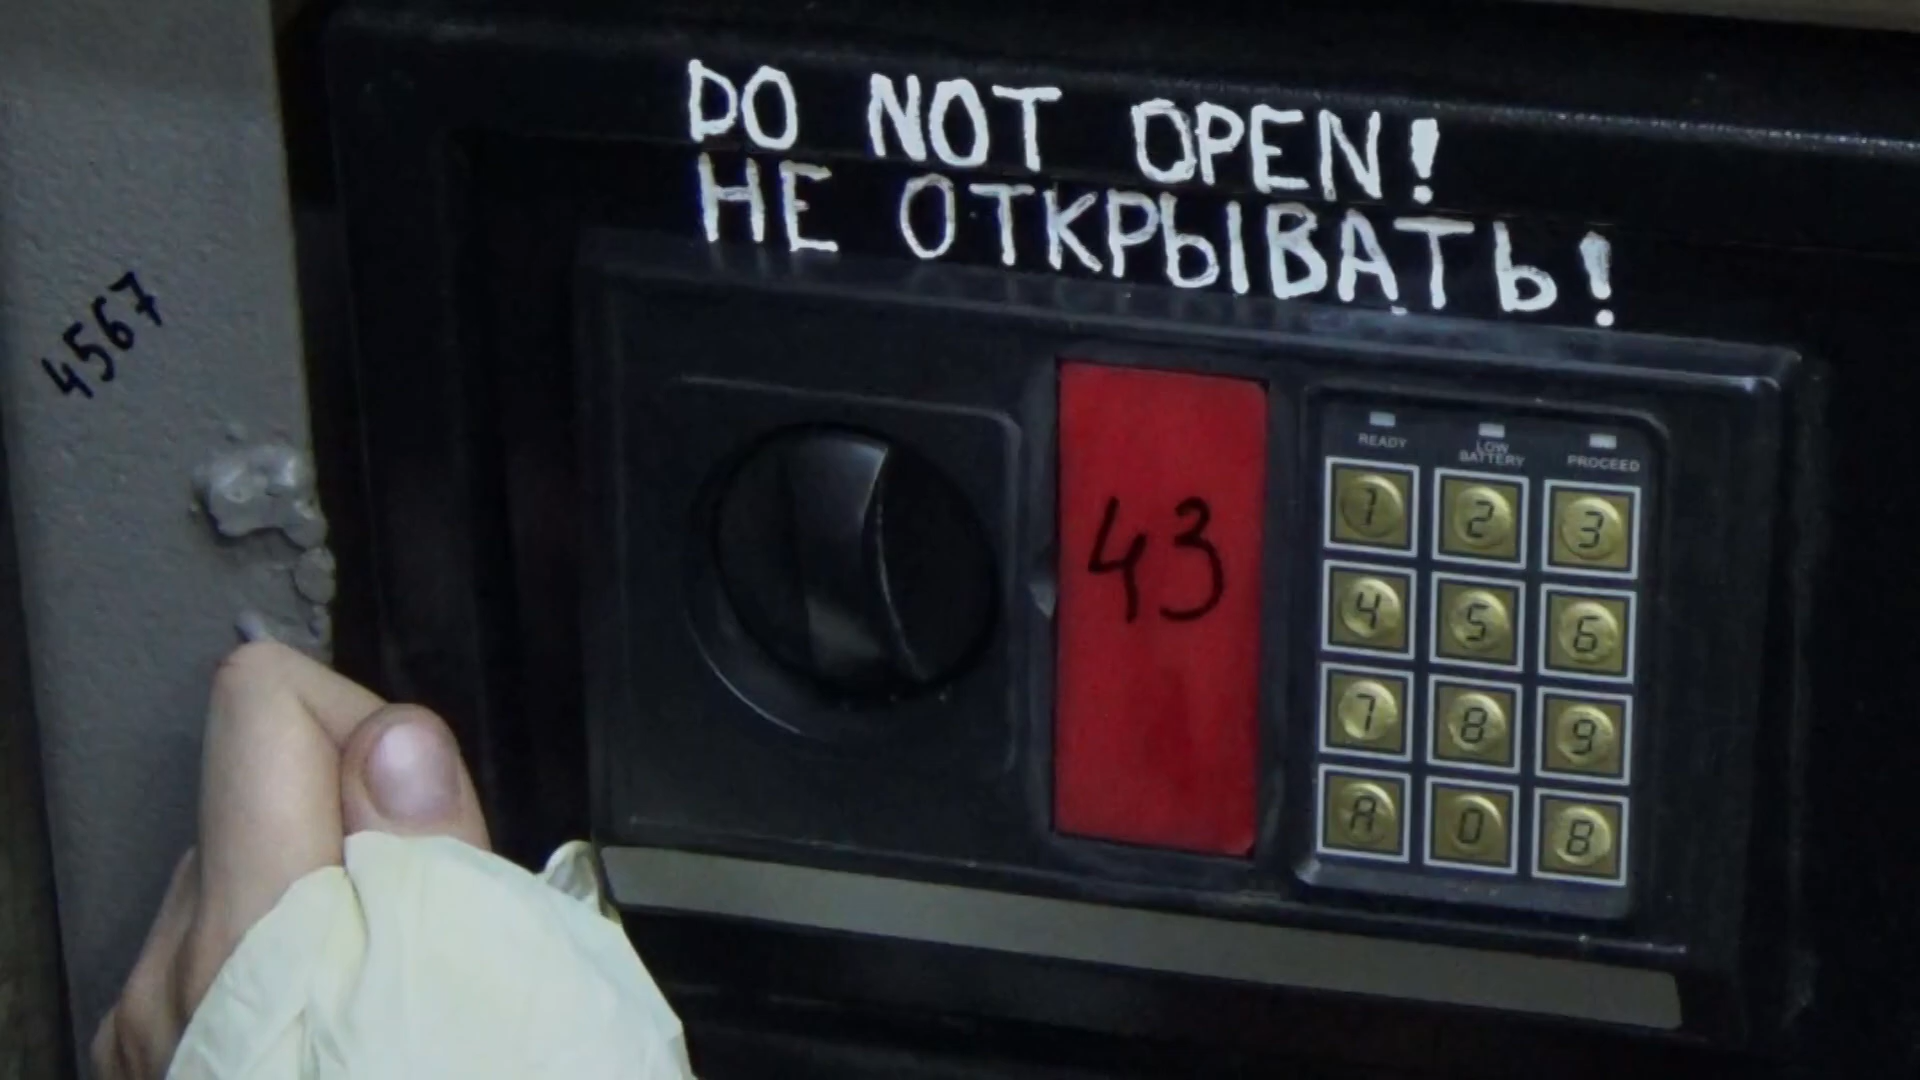 DO NOT OPEN!
НЕ ОТКРЫВАТЬ!
4567
43
READY
LOW BATTERY
PROCEED
1 2 3
4 5 6
7 8 9
A 0 B